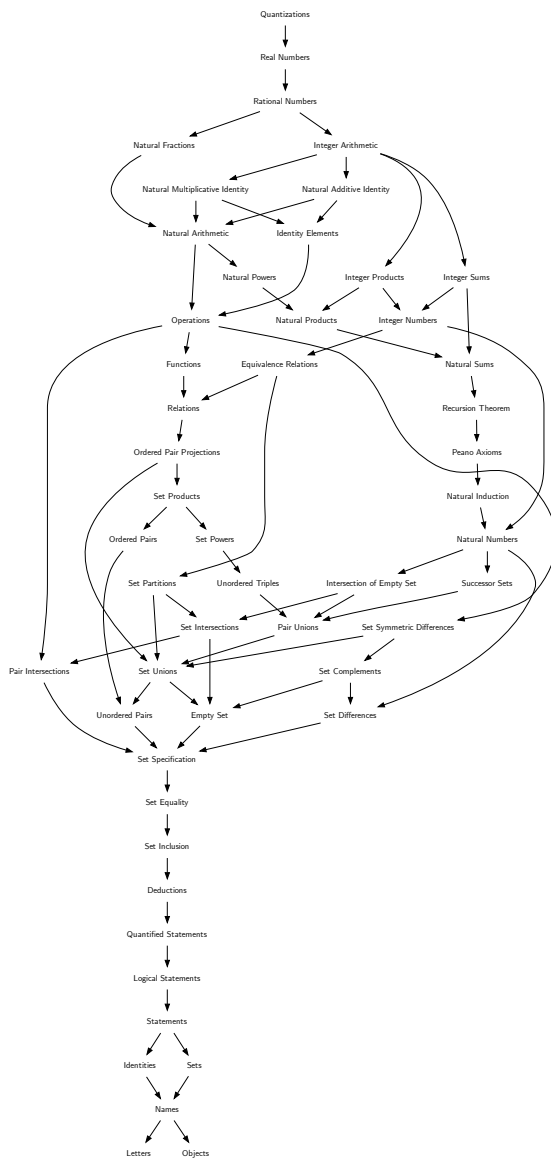 Quantizations
Real Numbers
Rational Numbers
Natural Fractions
Integer Arithmetic
Natural Multiplicative Identity
Natural Additive Identity
Natural Arithmetic
Identity Elements
Natural Powers
Integer Products
Integer Sums
Operations
Natural Products
Integer Numbers
Functions
Equivalence Relations
Natural Sums
Relations
Recursion Theorem
Ordered Pair Projections
Peano Axioms
Set Products
Natural Induction
Ordered Pairs
Set Powers
Natural Numbers
Set Partitions
Unordered Triples
Intersection of Empty Set
Successor Sets
Set Intersections
Pair Unions
Set Symmetric Differences
Pair Intersections
Set Unions
Set Complements
Unordered Pairs
Empty Set
Set Differences
Set Specification
Set Equality
Set Inclusion
Deductions
Quantified Statements
Logical Statements
Statements
Identities
Sets
Names
Letters
Objects